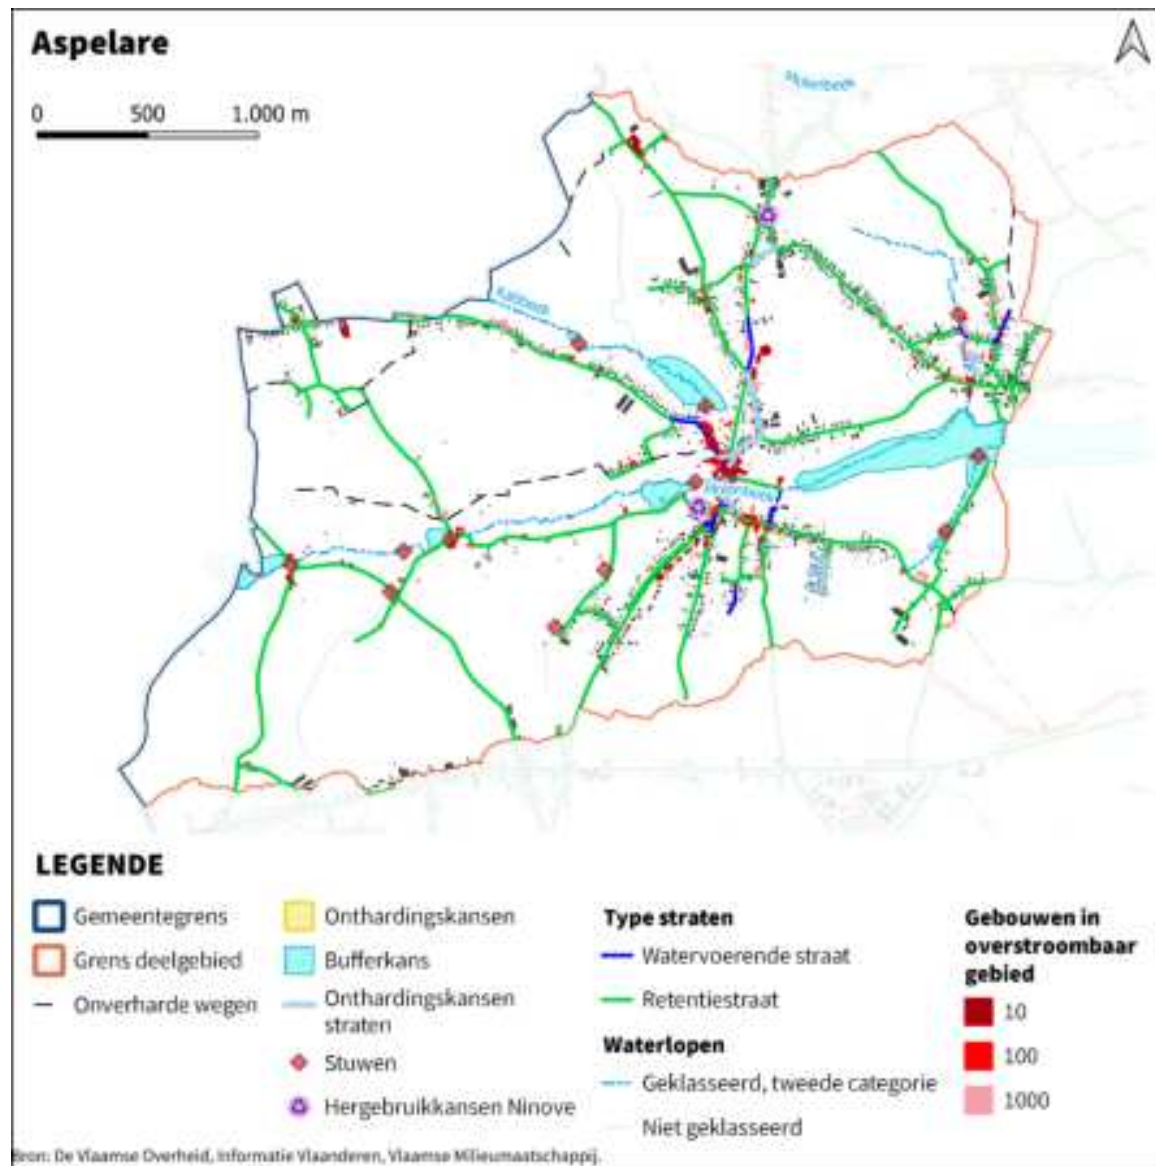 Aspelare
0 500 1.000 m
LEGENDE
Gemeentegrens
Grens deelgebied
Onverharde wegen
Onthardingskansen
Bufferkans
Onthardingskansen
straten
Stuwen
Hergebruikkansen Ninove
Type straten
Watervoerende straat
Retentiestraat
Waterlopen
Geklasseerd, tweede categorie
Niet geklasseerd
Gebouwen in
overstroombaar
gebied
10
100
1000
Bron: De Vlaamse Overheid, Informatie Vlaanderen, Vlaamse Milieumaatschappij.